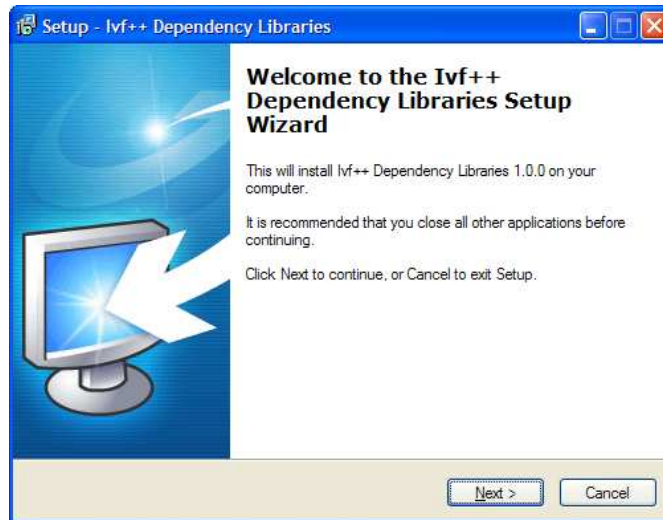 Setup - Ivf++ Dependency Libraries
Welcome to the Ivf++
Dependency Libraries Setup
Wizard
This will install Ivf++ Dependency Libraries 1.0.0 on your
computer.
It is recommended that you close all other applications before
continuing.
Click Next to continue, or Cancel to exit Setup.
Next >
Cancel